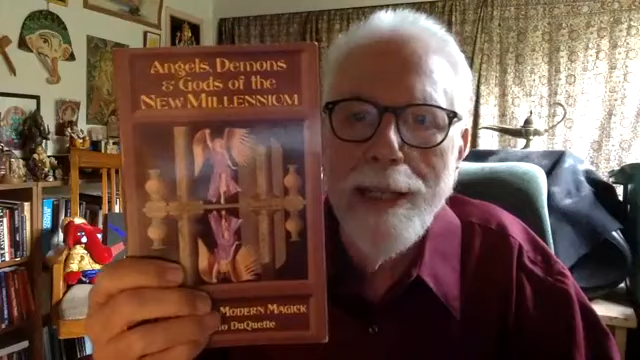 Angels, Demons
& Gods of the
New Millennium
Modern Magick
DuQuette